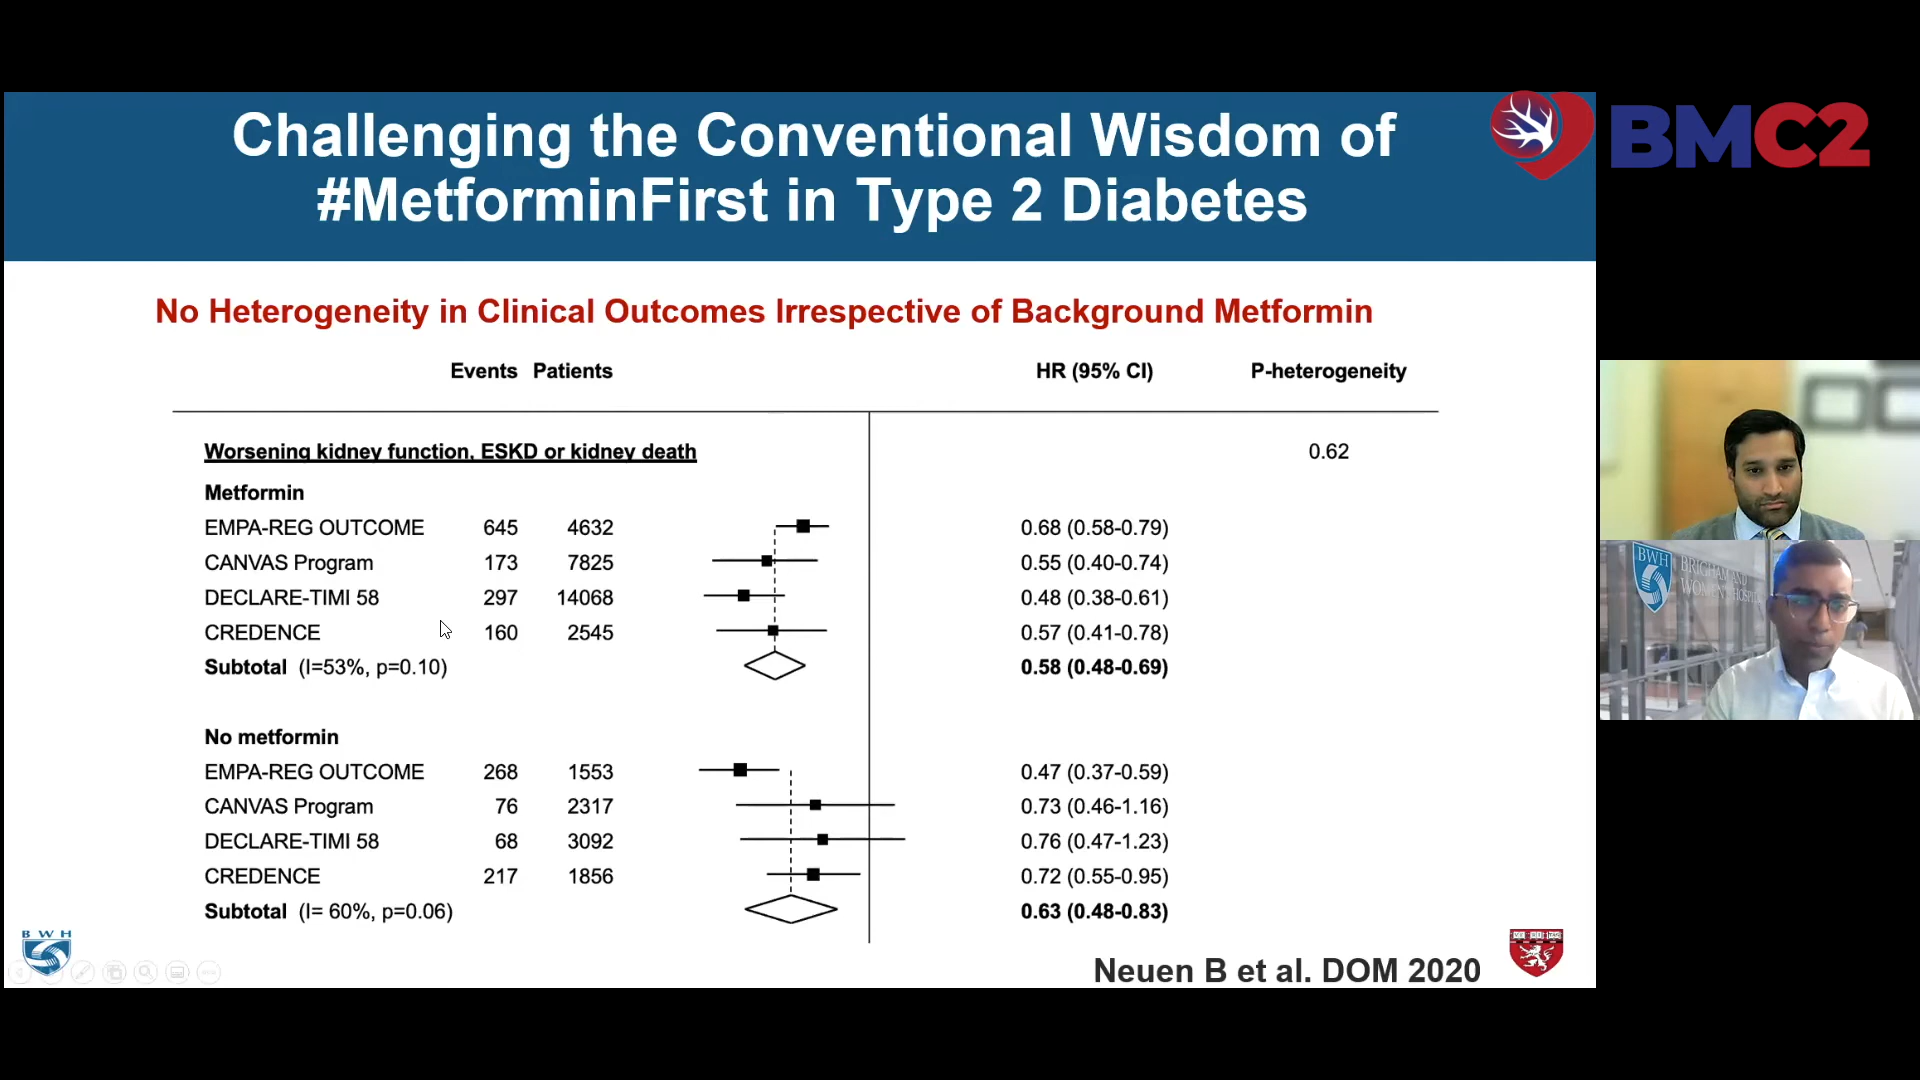 Challenging the Conventional Wisdom of
#MetforminFirst in Type 2 Diabetes
BMC2
No Heterogeneity in Clinical Outcomes Irrespective of Background Metformin
Events Patients HR (95% CI) P-heterogeneity
Worsening kidney function, ESKD or kidney death 0.62
Metformin
EMPA-REG OUTCOME 645 4632 0.68 (0.58-0.79)
CANVAS Program 173 7825 0.55 (0.40-0.74)
DECLARE-TIMI 58 297 14068 0.48 (0.38-0.61)
CREDENCE 160 2545 0.57 (0.41-0.78)
Subtotal (I=53%, p=0.10) 0.58 (0.48-0.69)
No metformin
EMPA-REG OUTCOME 268 1553 0.47 (0.37-0.59)
CANVAS Program 76 2317 0.73 (0.46-1.16)
DECLARE-TIMI 58 68 3092 0.76 (0.47-1.23)
CREDENCE 217 1856 0.72 (0.55-0.95)
Subtotal (I= 60%, p=0.06) 0.63 (0.48-0.83)
BWH
Neuen B et al. DOM 2020
BWH
BRIGHAM AND
WOMEN'S HOSPITAL